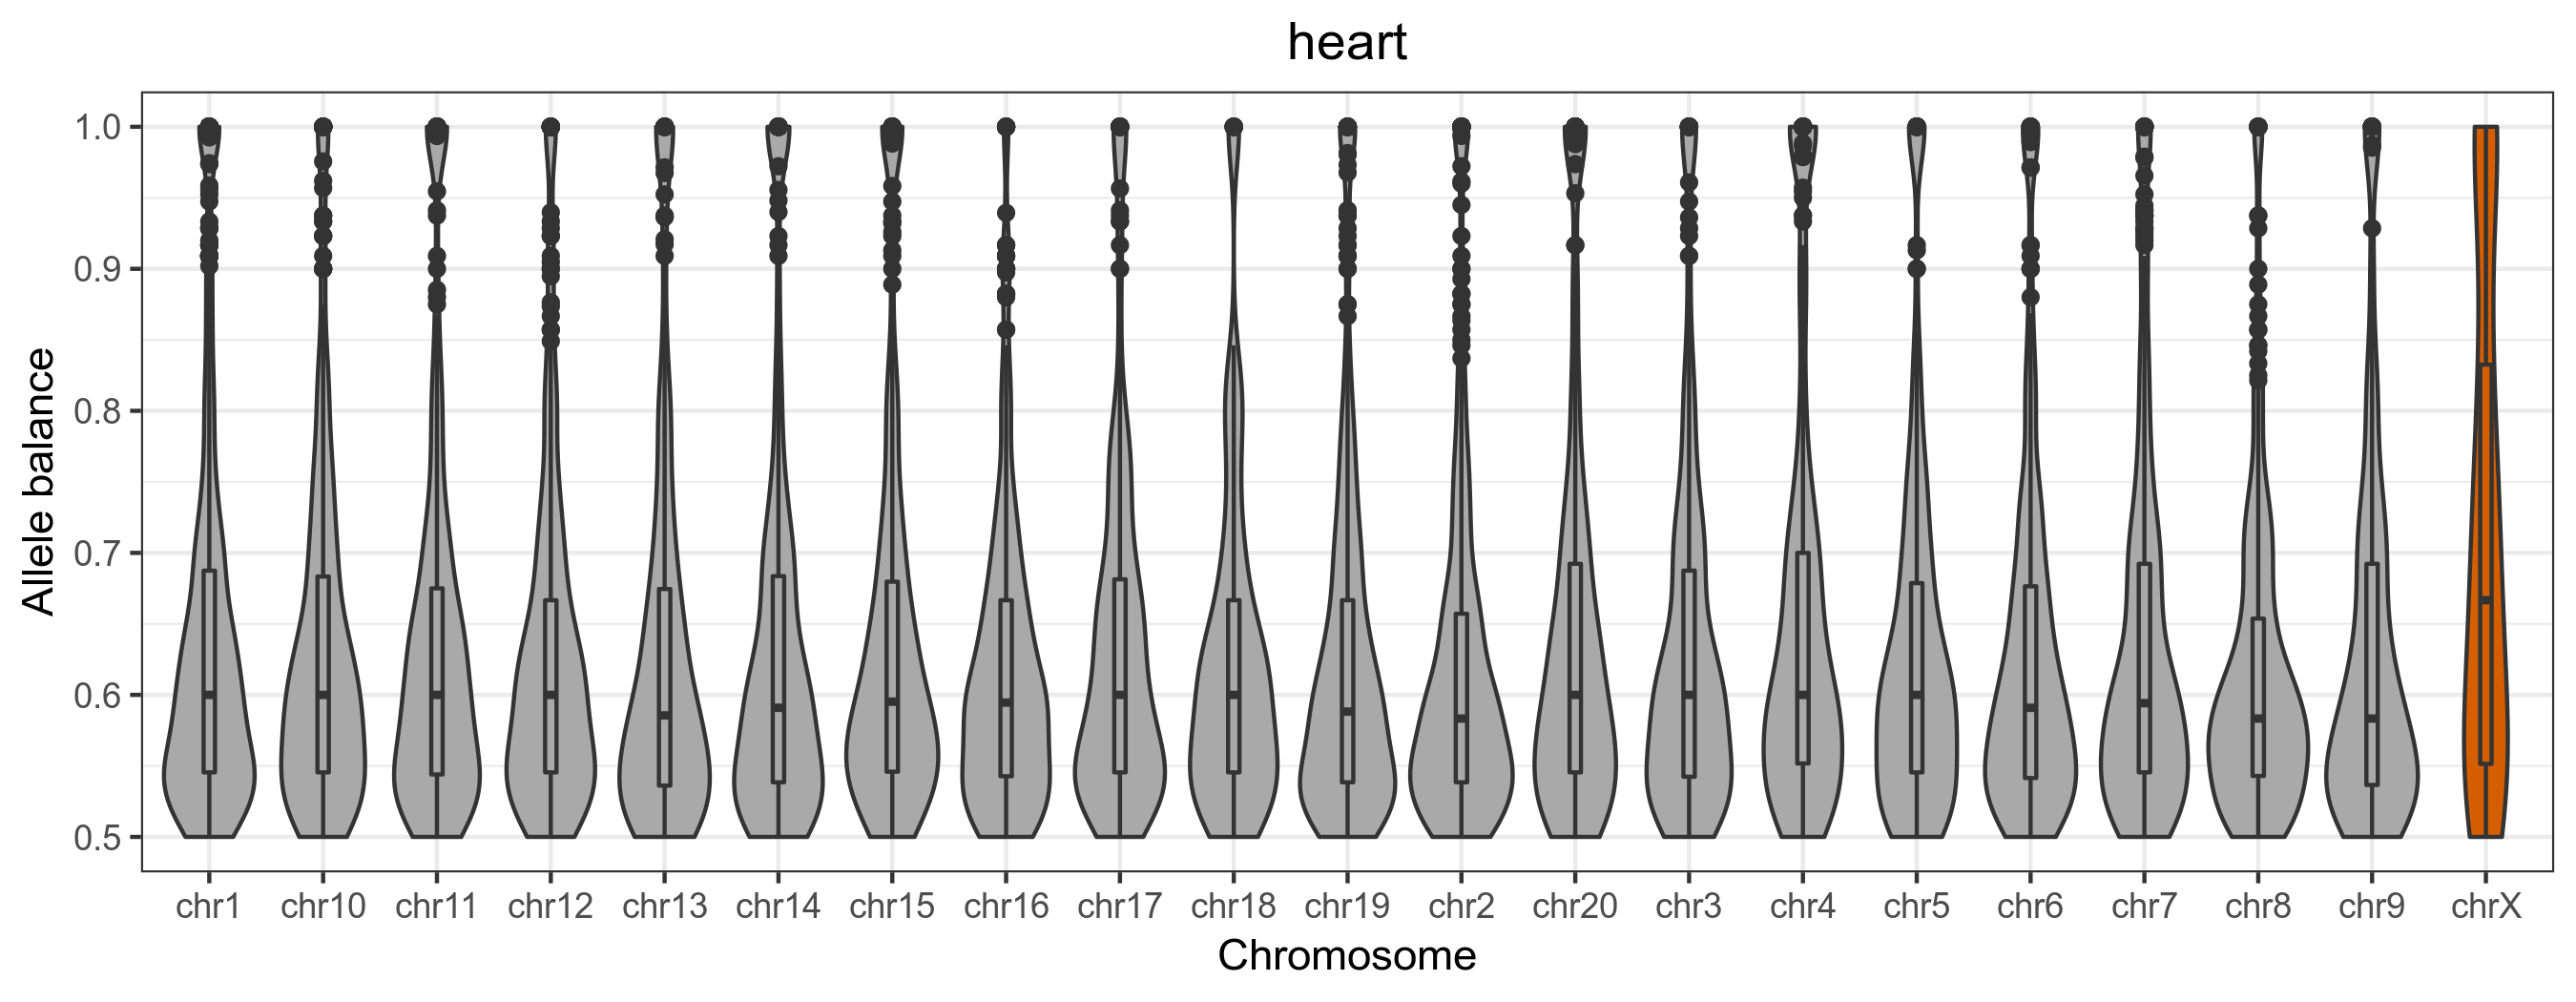 heart
Allele balance
1.0
0.9
0.8
0.7
0.6
0.5
chr1 chr10 chr11 chr12 chr13 chr14 chr15 chr16 chr17 chr18 chr19 chr2 chr20 chr3 chr4 chr5 chr6 chr7 chr8 chr9 chrX
Chromosome